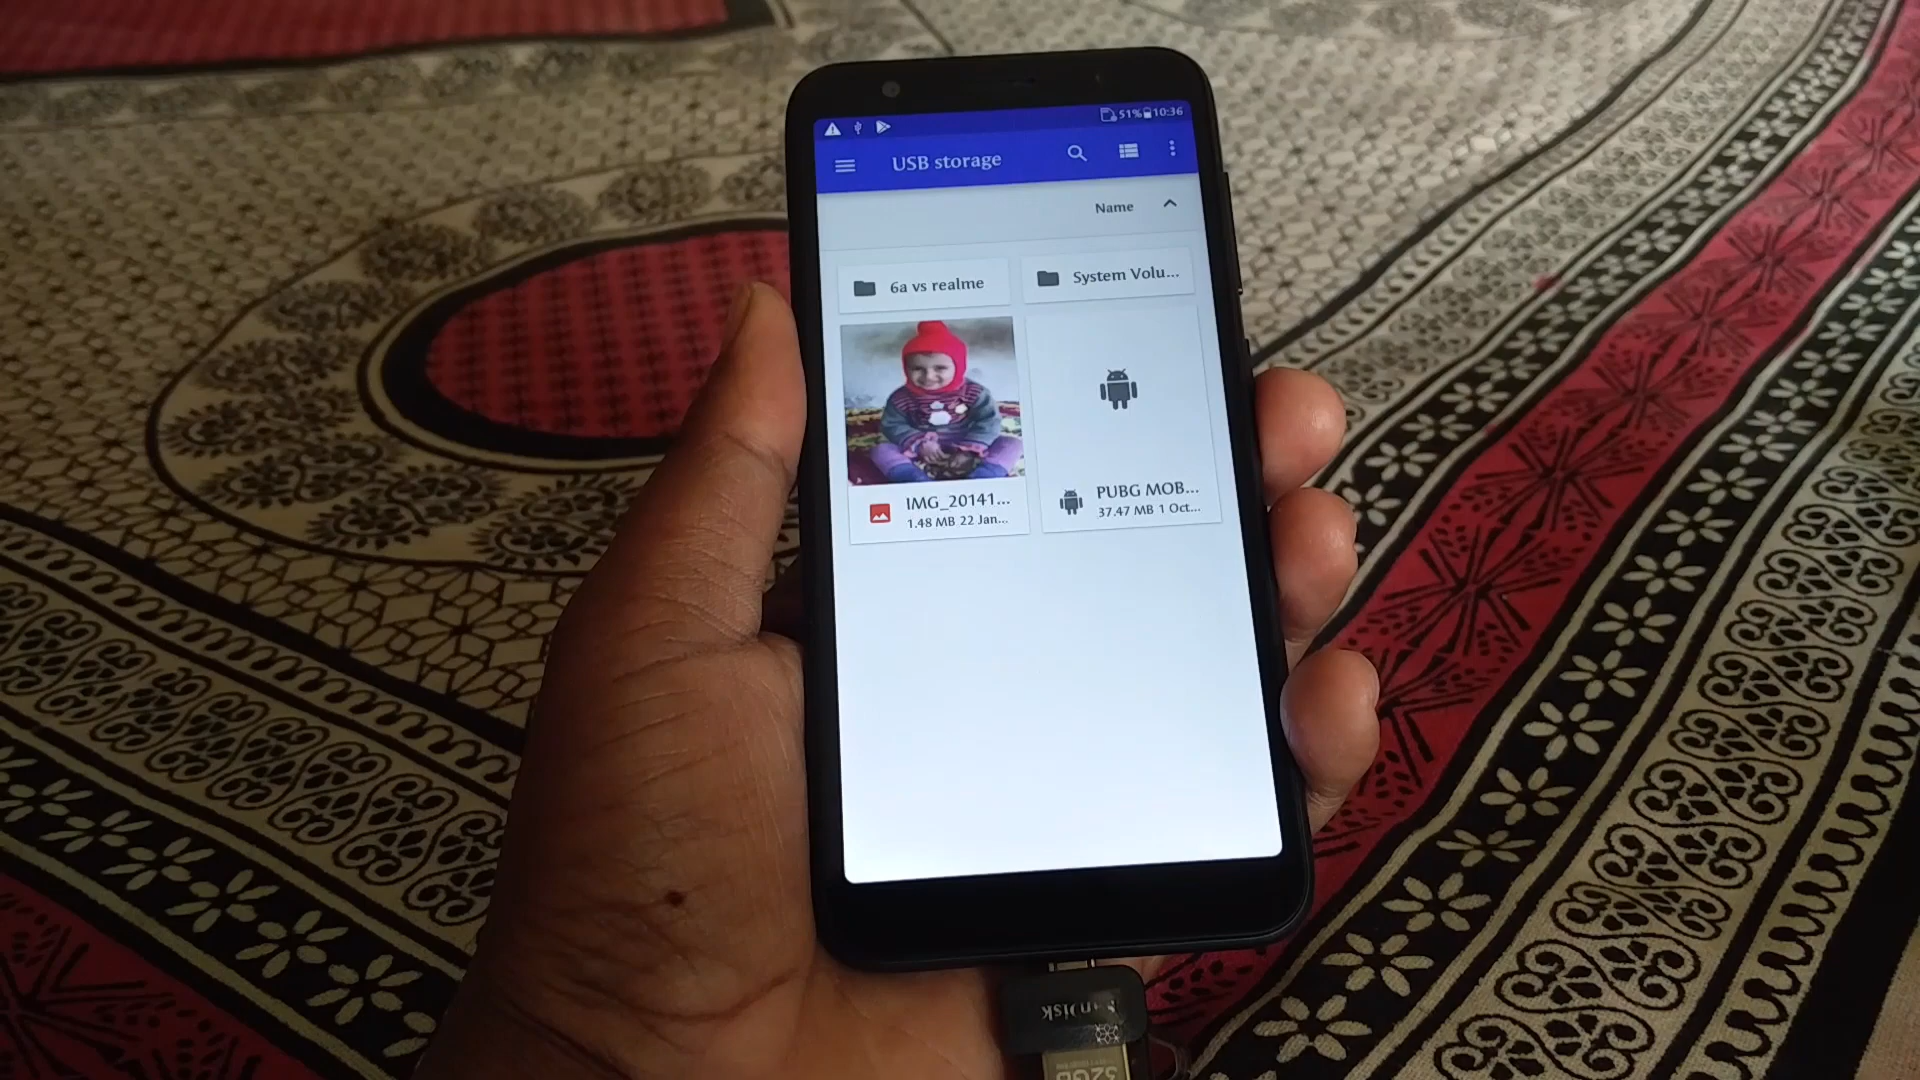 51% 10:36
USB storage
Name
6a vs realme
System Volu...
IMG_20141...
1.48 MB 22 Jan...
PUBG MOB...
37.47 MB 1 Oct...
SanDisk
32GB